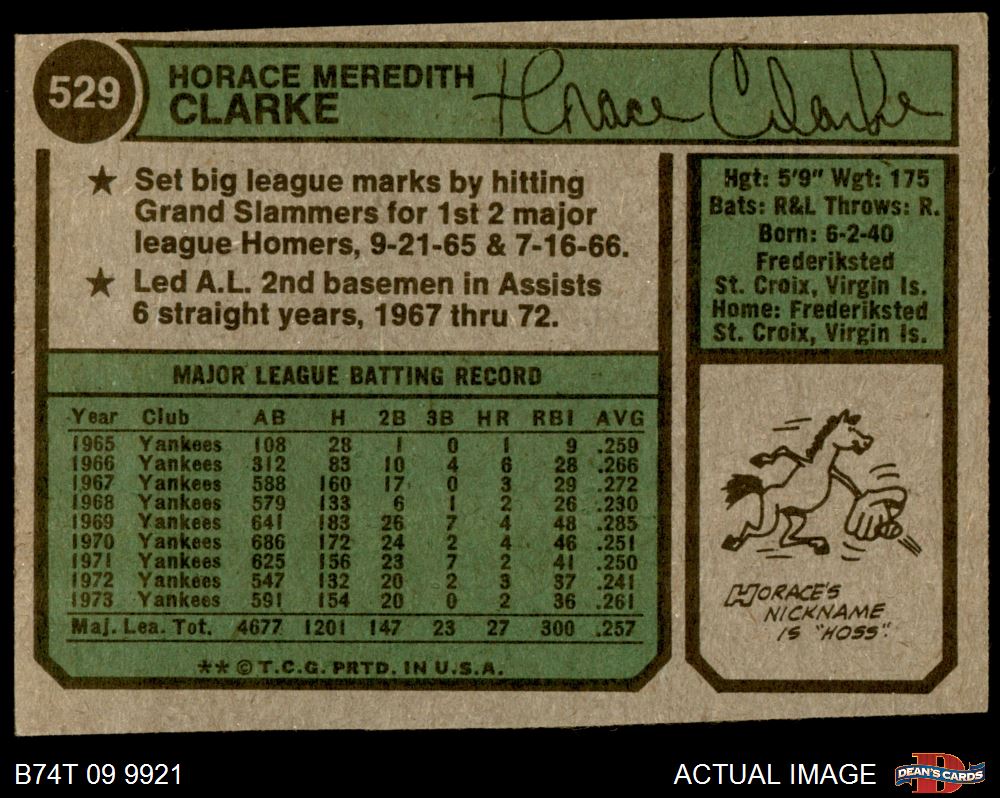 529
HORACE MEREDITH
CLARKE
Horace Clarke
★ Set big league marks by hitting
Grand Slammers for 1st 2 major
league Homers, 9-21-65 & 7-16-66.
★ Led A.L. 2nd basemen in Assists
6 straight years, 1967 thru 72.
Hgt: 5'9" Wgt: 175
Bats: R&L Throws: R.
Born: 6-2-40
Frederiksted
St. Croix, Virgin Is.
Home: Frederiksted
St. Croix, Virgin Is.
MAJOR LEAGUE BATTING RECORD
Year Club AB H 2B 3B HR RBI AVG
1965 Yankees 108 28 1 0 1 9 .259
1966 Yankees 312 83 10 4 6 28 .266
1967 Yankees 588 160 17 0 3 29 .272
1968 Yankees 579 133 6 1 2 26 .230
1969 Yankees 641 183 26 7 4 48 .285
1970 Yankees 686 172 24 2 4 46 .251
1971 Yankees 625 156 23 7 2 41 .250
1972 Yankees 547 132 20 2 3 37 .241
1973 Yankees 591 154 20 0 2 36 .261
Maj. Lea. Tot. 4677 1201 147 23 27 300 .257
** © T.C.G. PRTD. IN U.S.A.
HORACE'S
NICKNAME
IS "HOSS".
B74T 09 9921
ACTUAL IMAGE
DEAN'S CARDS